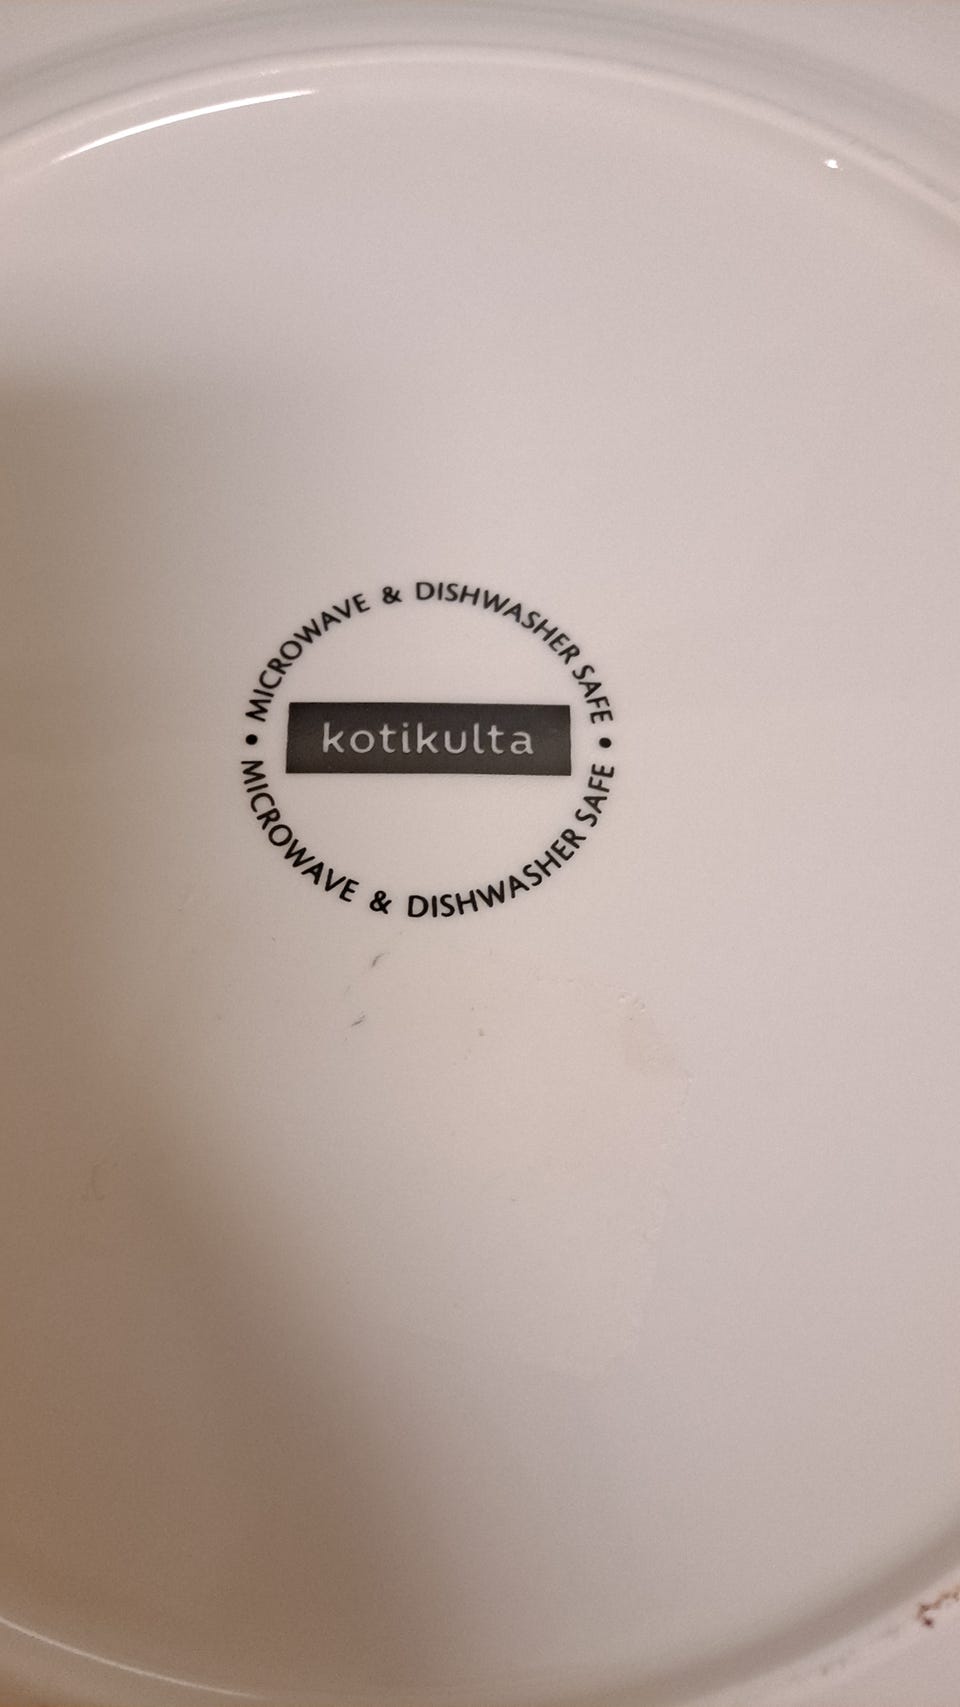 • MICROWAVE & DISHWASHER SAFE •
kotikulta
MICROWAVE & DISHWASHER SAFE